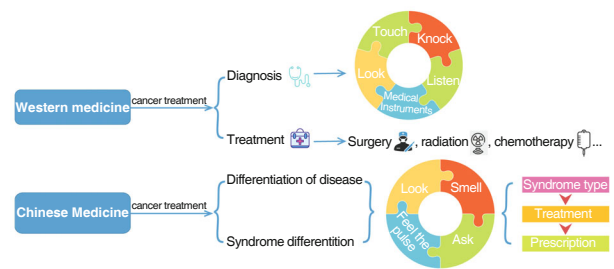 Touch
Knock
Look
Listen
Medical
Instruments
Diagnosis
Western medicine
cancer treatment
Treatment
Surgery , radiation , chemotherapy ...
Differentiation of disease
Chinese Medicine
cancer treatment
Syndrome differentition
Look
Smell
Feel the
pulse
Ask
Syndrome type
Treatment
Prescription